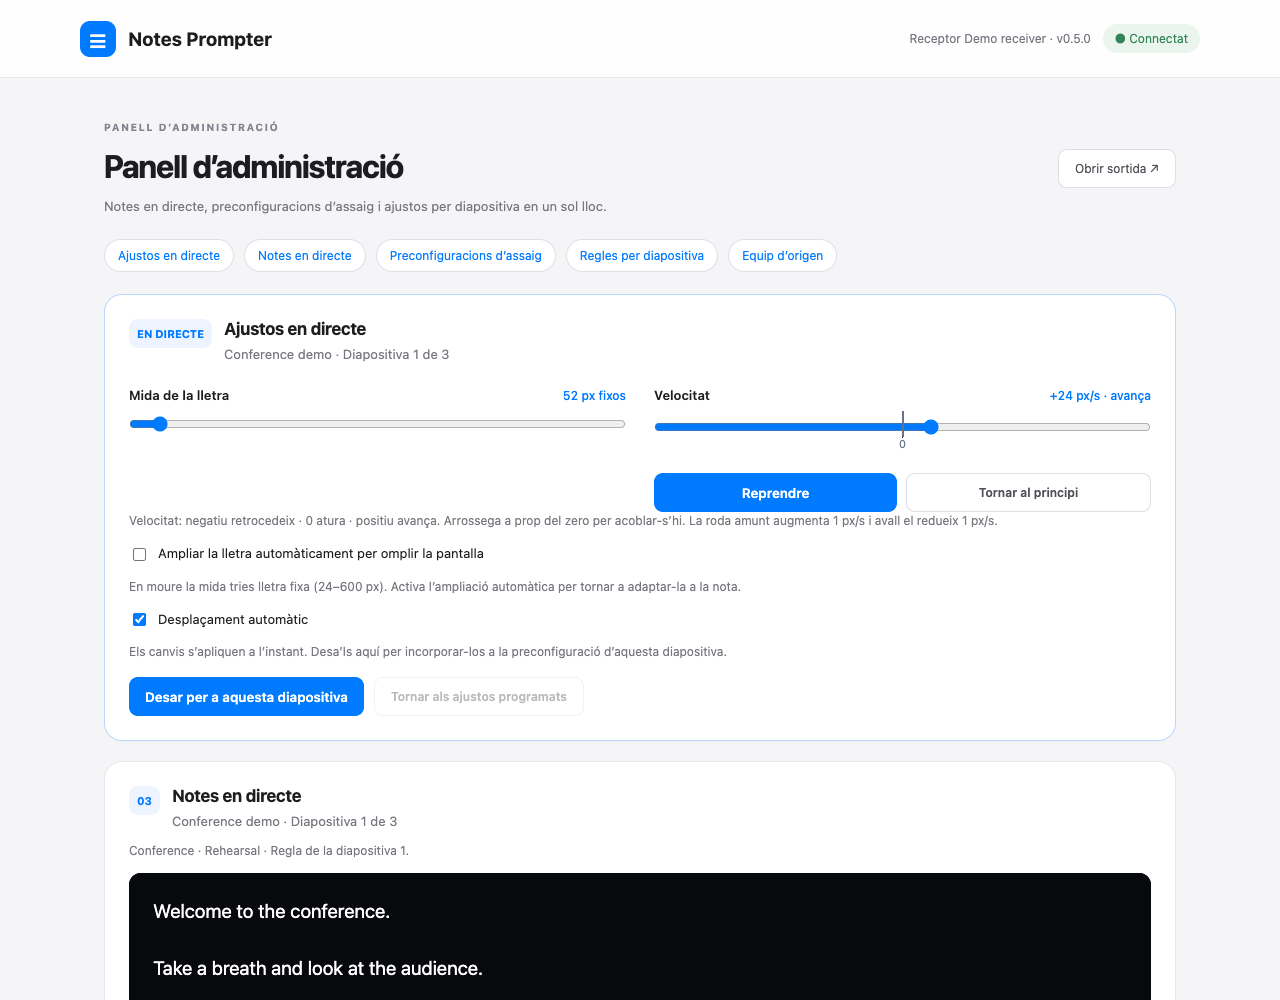 Notes Prompter
Receptor Demo receiver · v0.5.0
Connectat
PANELL D’ADMINISTRACIÓ
Panell d’administració
Obrir sortida ↗
Notes en directe, preconfiguracions d’assaig i ajustos per diapositiva en un sol lloc.
Ajustos en directe
Notes en directe
Preconfiguracions d’assaig
Regles per diapositiva
Equip d’origen
EN DIRECTE
Ajustos en directe
Conference demo · Diapositiva 1 de 3
Mida de la lletra
52 px fixos
Velocitat
+24 px/s · avança
0
Reprendre
Tornar al principi
Velocitat: negatiu retrocedeix · 0 atura · positiu avança. Arrossega a prop del zero per acoblar-s’hi. La roda amunt augmenta 1 px/s i avall el redueix 1 px/s.
Ampliar la lletra automàticament per omplir la pantalla
En moure la mida tries lletra fixa (24–600 px). Activa l’ampliació automàtica per tornar a adaptar-la a la nota.
Desplaçament automàtic
Els canvis s’apliquen a l’instant. Desa’ls aquí per incorporar-los a la preconfiguració d’aquesta diapositiva.
Desar per a aquesta diapositiva
Tornar als ajustos programats
03
Notes en directe
Conference demo · Diapositiva 1 de 3
Conference · Rehearsal · Regla de la diapositiva 1.
Welcome to the conference.
Take a breath and look at the audience.